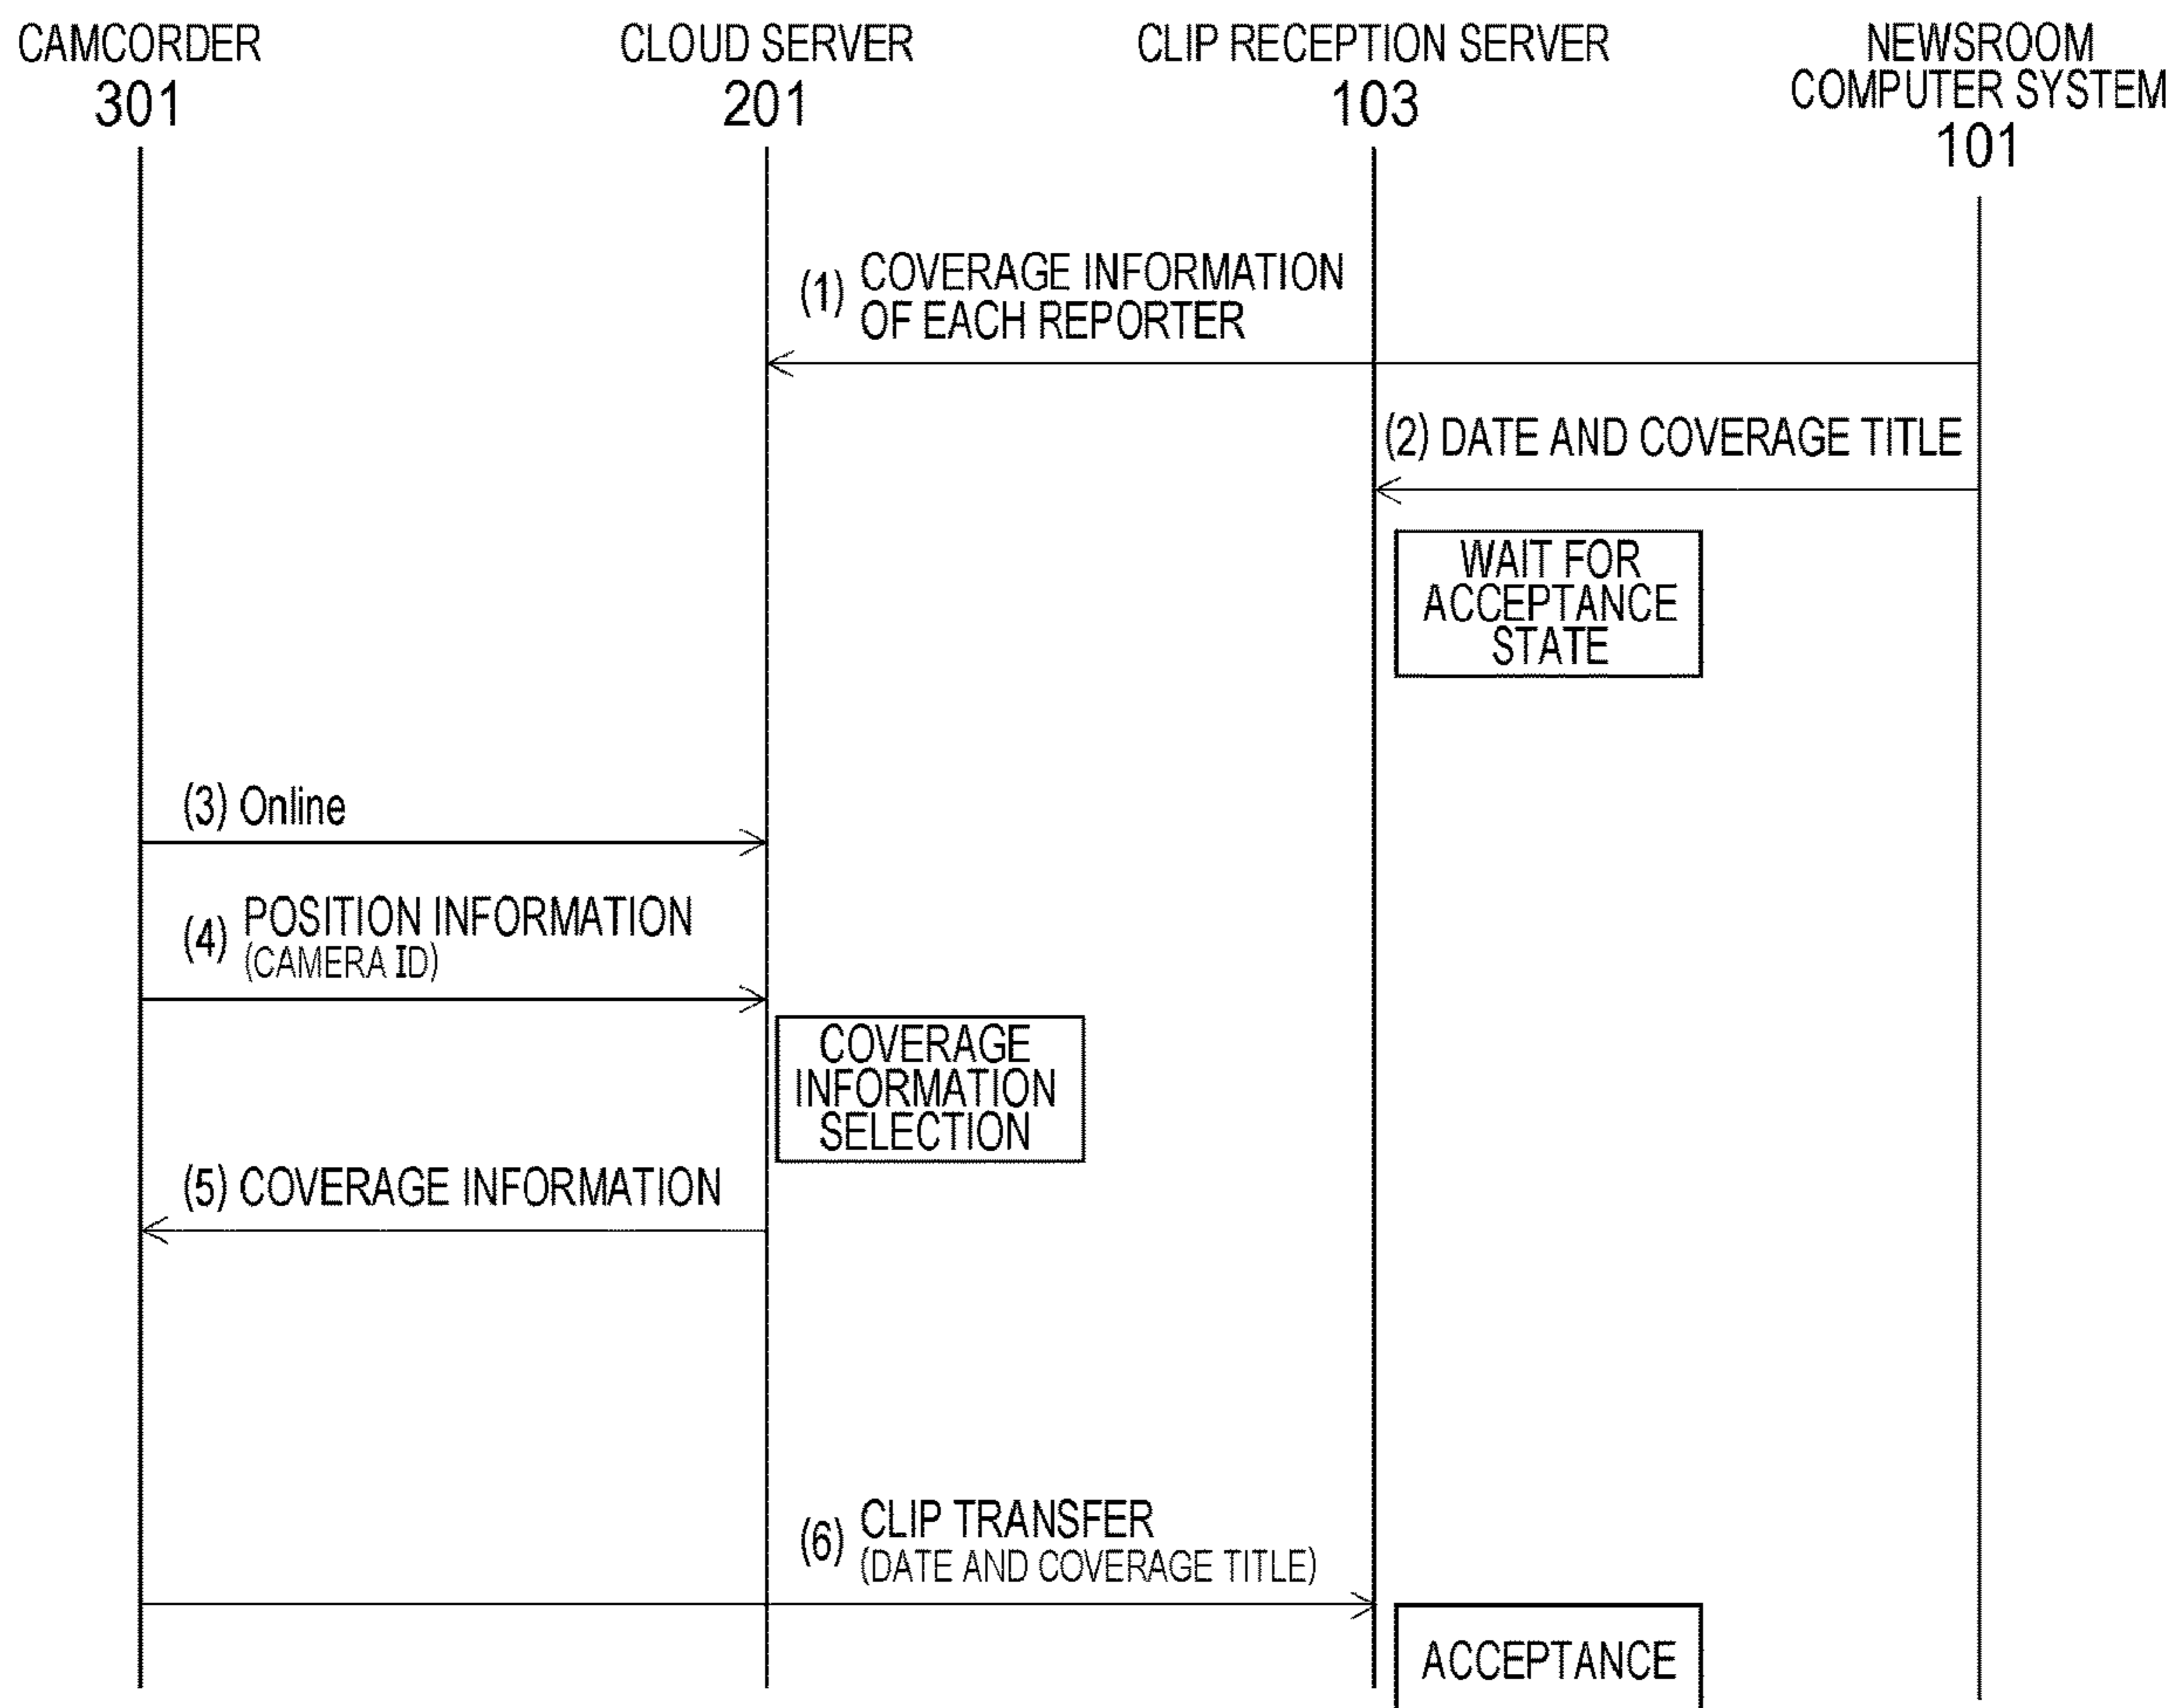 CAMCORDER
301
CLOUD SERVER
201
CLIP RECEPTION SERVER
103
NEWSROOM
COMPUTER SYSTEM
101
(1) COVERAGE INFORMATION
OF EACH REPORTER
(2) DATE AND COVERAGE TITLE
WAIT FOR
ACCEPTANCE
STATE
(3) Online
(4) POSITION INFORMATION
(CAMERA ID)
COVERAGE
INFORMATION
SELECTION
(5) COVERAGE INFORMATION
(6) CLIP TRANSFER
(DATE AND COVERAGE TITLE)
ACCEPTANCE